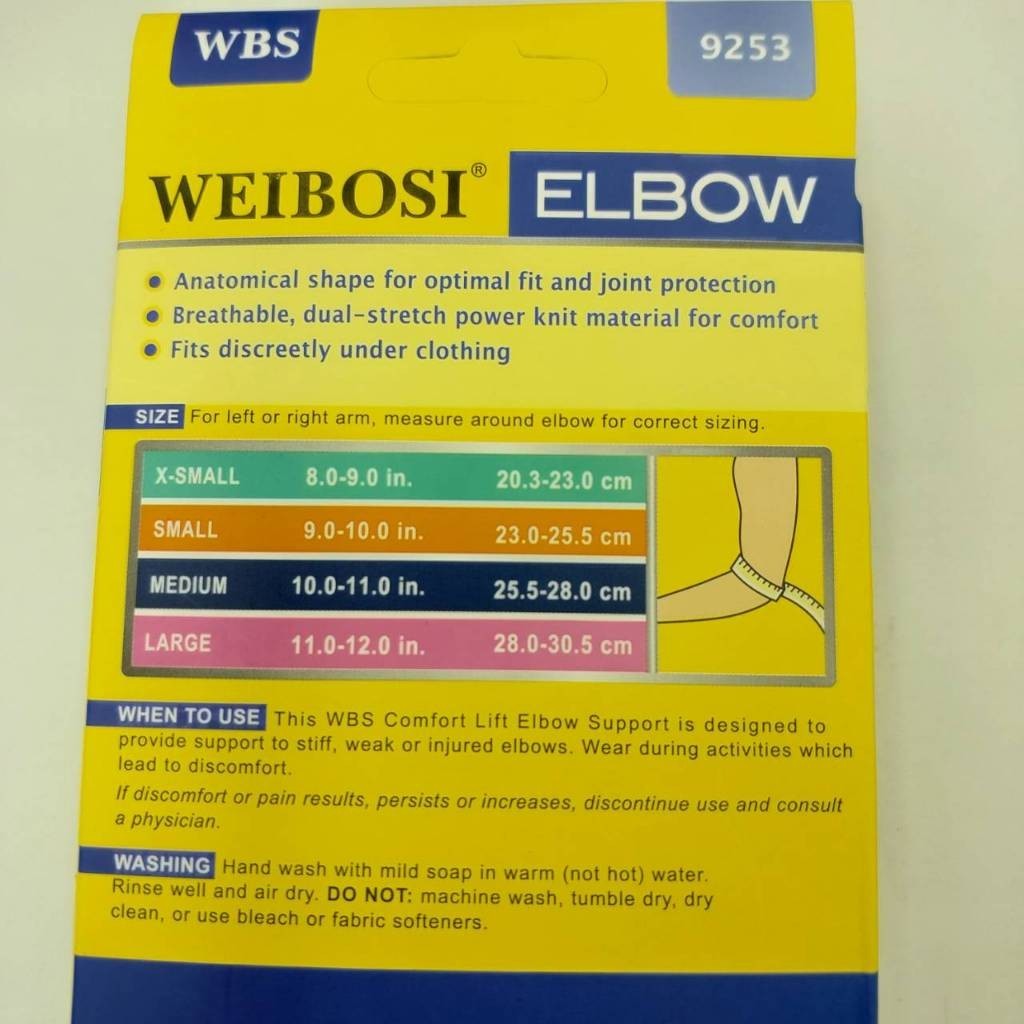 WBS
9253
WEIBOSI® ELBOW
• Anatomical shape for optimal fit and joint protection
• Breathable, dual-stretch power knit material for comfort
• Fits discreetly under clothing
SIZE For left or right arm, measure around elbow for correct sizing.
X-SMALL 8.0-9.0 in. 20.3-23.0 cm
SMALL 9.0-10.0 in. 23.0-25.5 cm
MEDIUM 10.0-11.0 in. 25.5-28.0 cm
LARGE 11.0-12.0 in. 28.0-30.5 cm
WHEN TO USE This WBS Comfort Lift Elbow Support is designed to
provide support to stiff, weak or injured elbows. Wear during activities which
lead to discomfort.
If discomfort or pain results, persists or increases, discontinue use and consult
a physician.
WASHING Hand wash with mild soap in warm (not hot) water.
Rinse well and air dry. DO NOT: machine wash, tumble dry, dry
clean, or use bleach or fabric softeners.